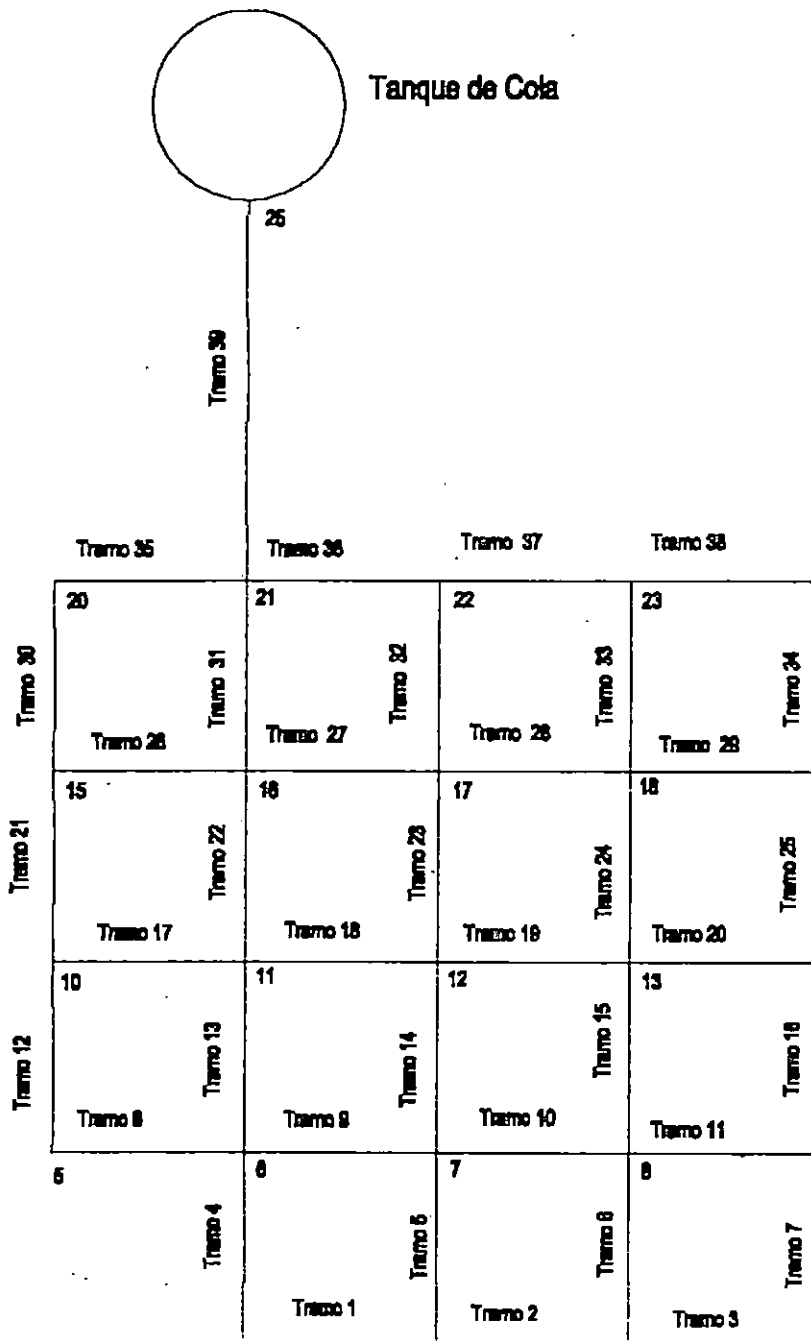 Tanque de Cola
25
Tramo 39
Tramo 35 Tramo 36 Tramo 37 Tramo 38
20 21 22 23
Tramo 30 Tramo 31 Tramo 32 Tramo 33 Tramo 34
Tramo 26 Tramo 27 Tramo 28 Tramo 29
15 16 17 18
Tramo 21 Tramo 22 Tramo 23 Tramo 24 Tramo 25
Tramo 17 Tramo 18 Tramo 19 Tramo 20
10 11 12 13
Tramo 12 Tramo 13 Tramo 14 Tramo 15 Tramo 16
Tramo 8 Tramo 9 Tramo 10 Tramo 11
5 6 7 8
Tramo 4 Tramo 5 Tramo 6 Tramo 7
Tramo 1 Tramo 2 Tramo 3